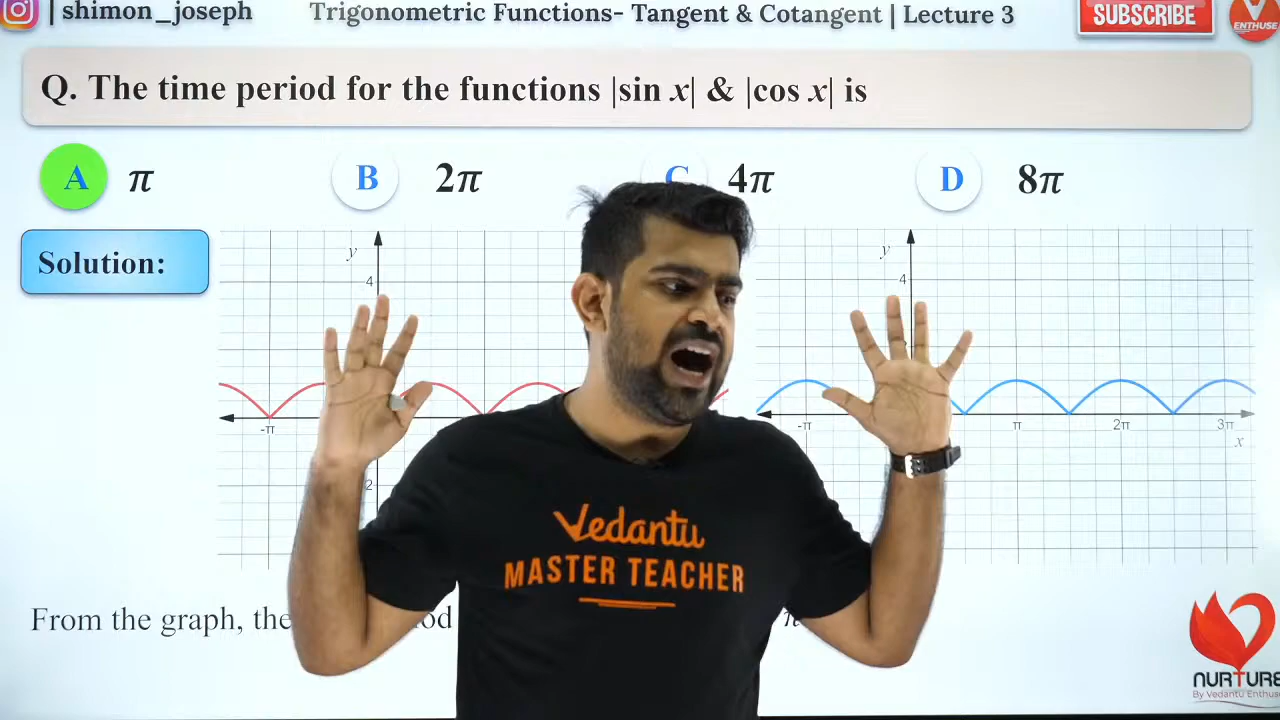 | shimon_joseph
Trigonometric Functions- Tangent & Cotangent | Lecture 3
SUBSCRIBE
ENTHUSE
Q. The time period for the functions |sin x| & |cos x| is
A π
B 2π
C 4π
D 8π
Solution:
y
4
-π
2
y
4
-π
π
2π
3π
x
Vedantu
MASTER TEACHER
From the graph, the
π
NURTURE
By Vedantu Enthuse